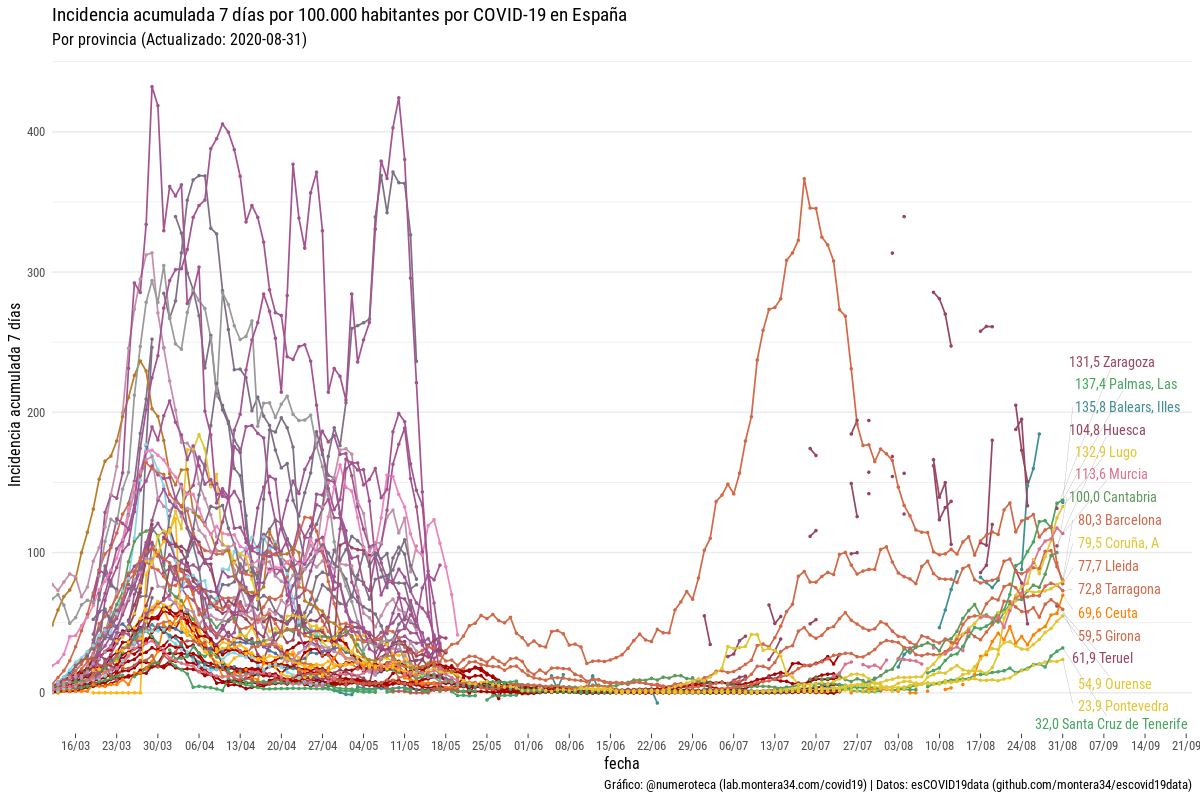 Incidencia acumulada 7 días por 100.000 habitantes por COVID-19 en España
Por provincia (Actualizado: 2020-08-31)
Incidencia acumulada 7 días
400
300
200
100
0
131,5 Zaragoza
137,4 Palmas, Las
135,8 Balears, Illes
104,8 Huesca
132,9 Lugo
113,6 Murcia
100,0 Cantabria
80,3 Barcelona
79,5 Coruña, A
77,7 Lleida
72,8 Tarragona
69,6 Ceuta
59,5 Girona
61,9 Teruel
54,9 Ourense
23,9 Pontevedra
32,0 Santa Cruz de Tenerife
16/03 23/03 30/03 06/04 13/04 20/04 27/04 04/05 11/05 18/05 25/05 01/06 08/06 15/06 22/06 29/06 06/07 13/07 20/07 27/07 03/08 10/08 17/08 24/08 31/08 07/09 14/09 21/09
fecha
Gráfico: @numeroteca (lab.montera34.com/covid19) | Datos: esCOVID19data (github.com/montera34/escovid19data)